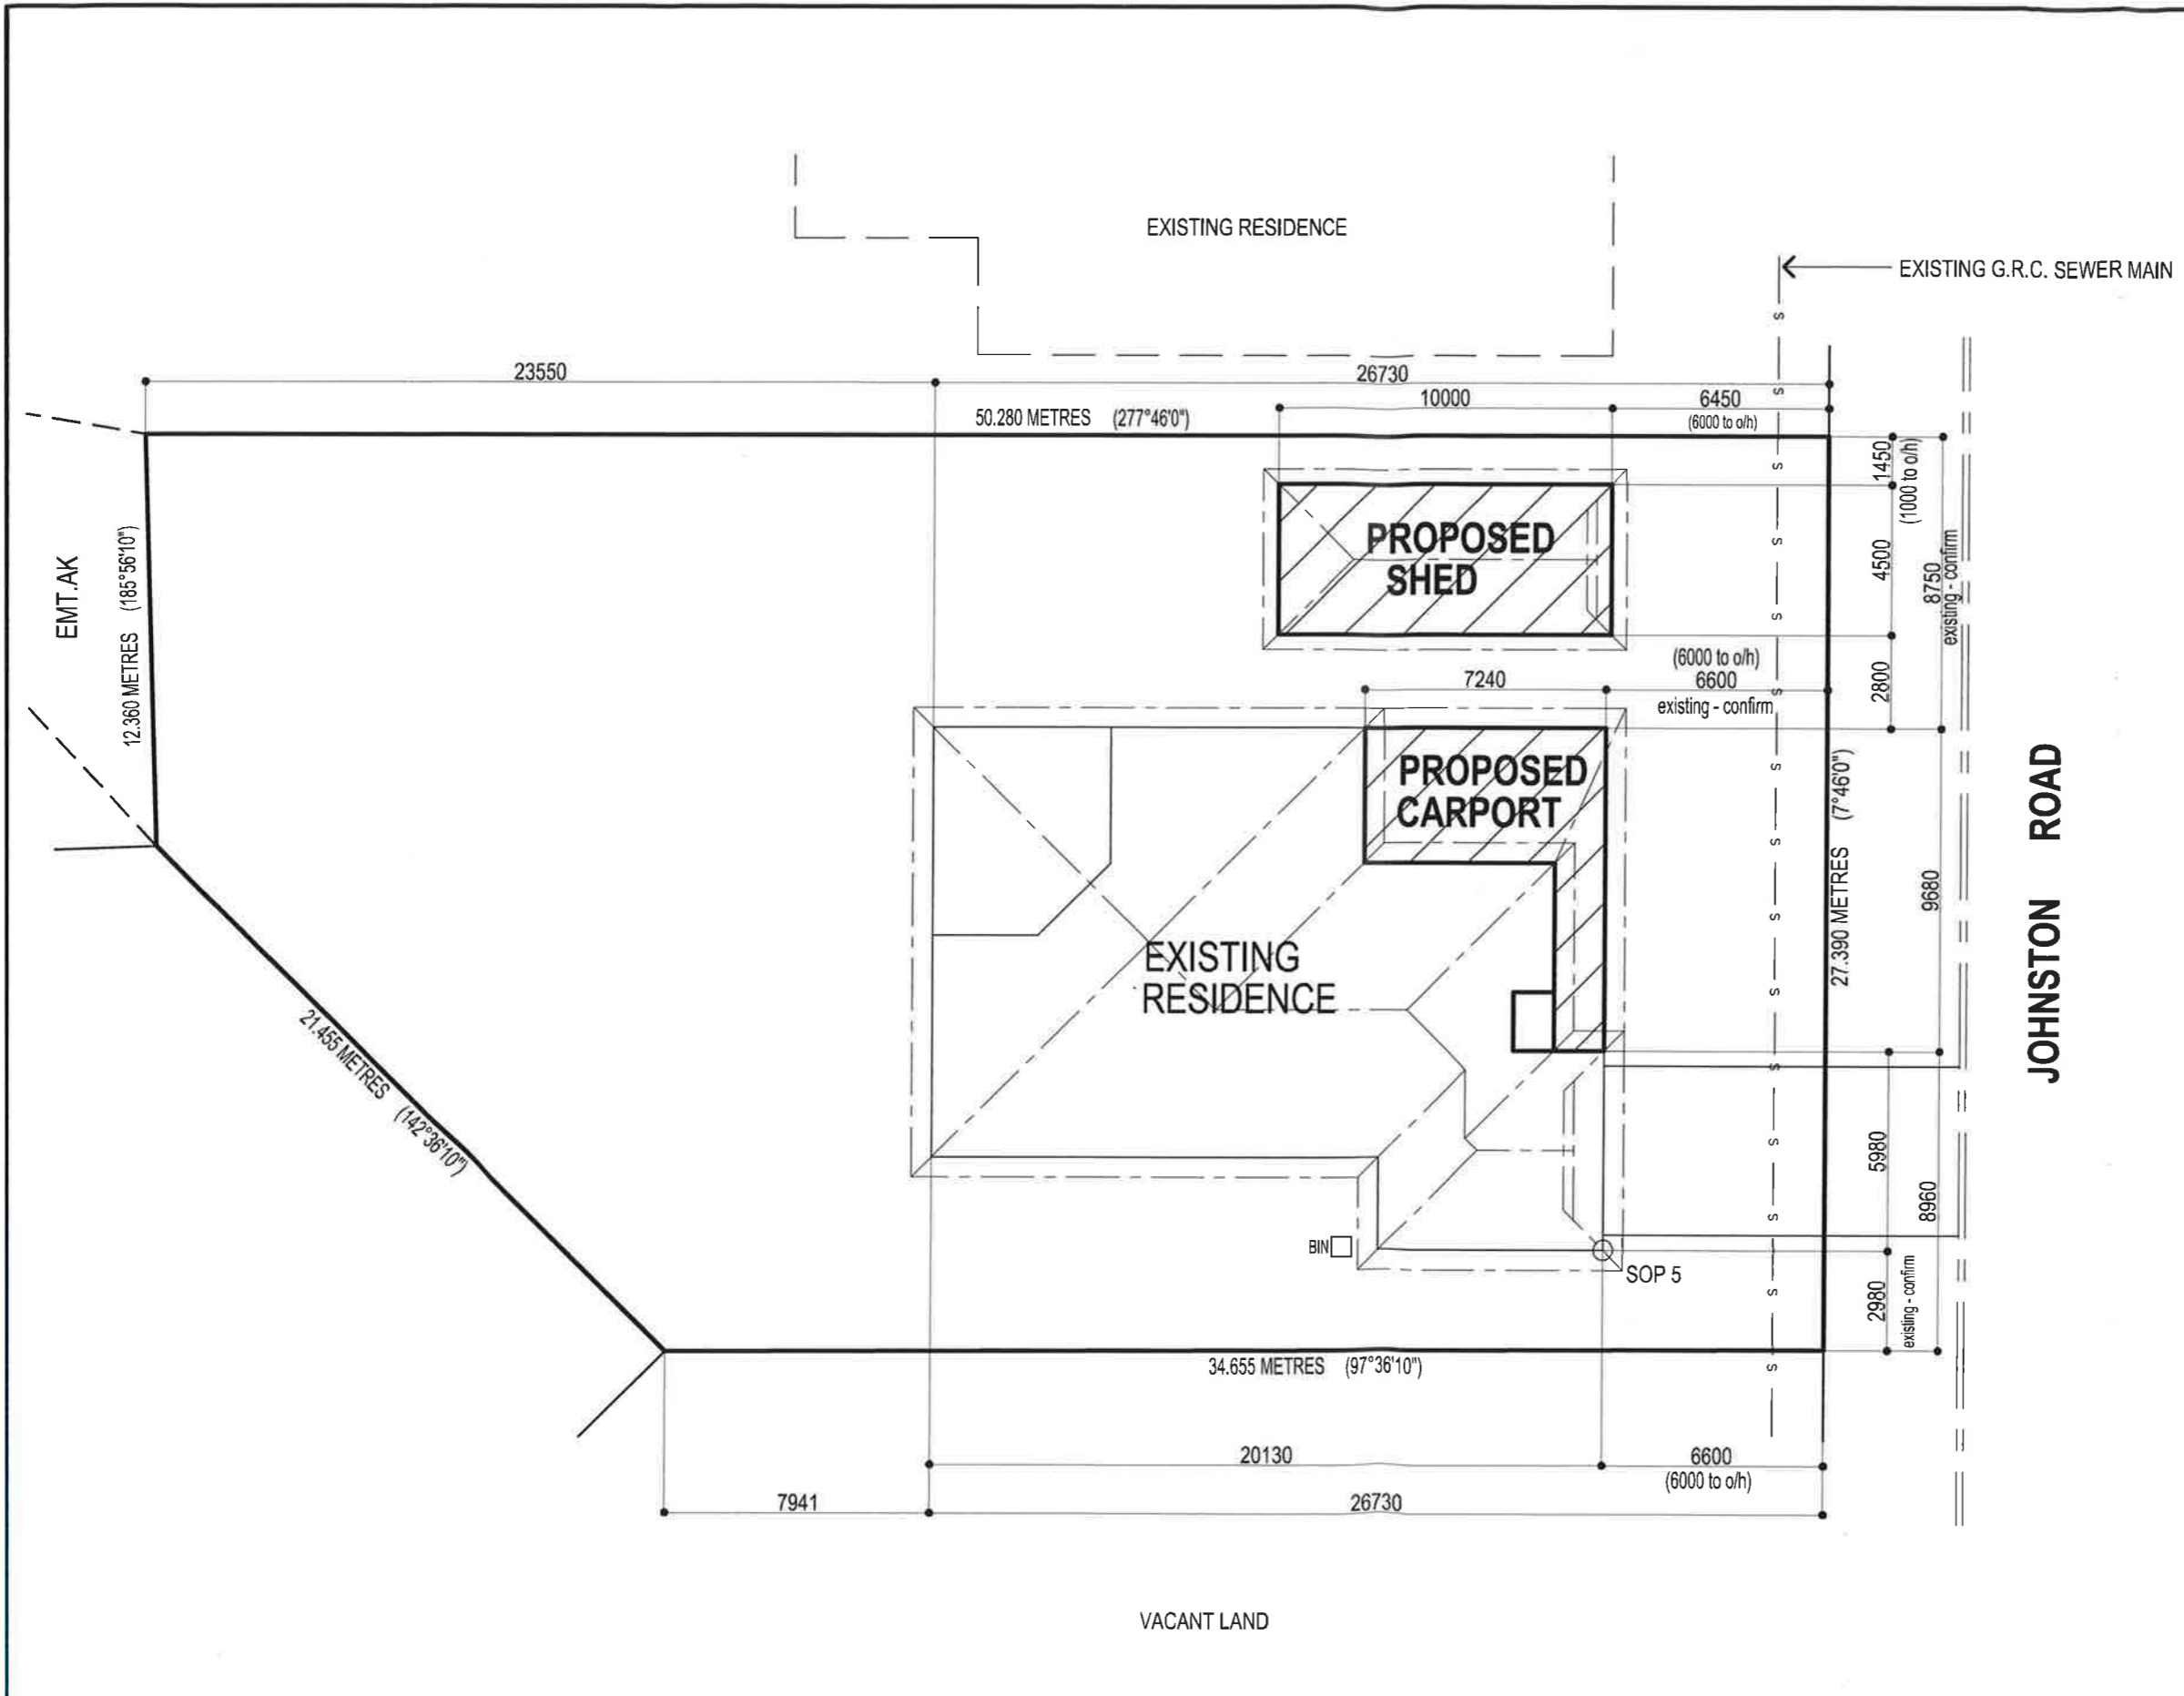 EXISTING RESIDENCE
EXISTING G.R.C. SEWER MAIN
S
23550
26730
10000
6450
(6000 to o/h)
50.280 METRES (277°46'0")
S
1450
(1000 to o/h)
S
PROPOSED
SHED
S
4500
8750
existing - confirm
EMT.AK
12.360 METRES (185°56'10")
S
(6000 to o/h)
7240
6600
existing - confirm
S
2800
PROPOSED
CARPORT
S
27.390 METRES (7°46'0")
JOHNSTON ROAD
S
9680
S
EXISTING
RESIDENCE
S
21.455 METRES (142°36'10")
S
S
5980
8960
S
BIN
SOP 5
S
2980
existing - confirm
34.655 METRES (97°36'10")
S
20130
6600
(6000 to o/h)
7941
26730
VACANT LAND